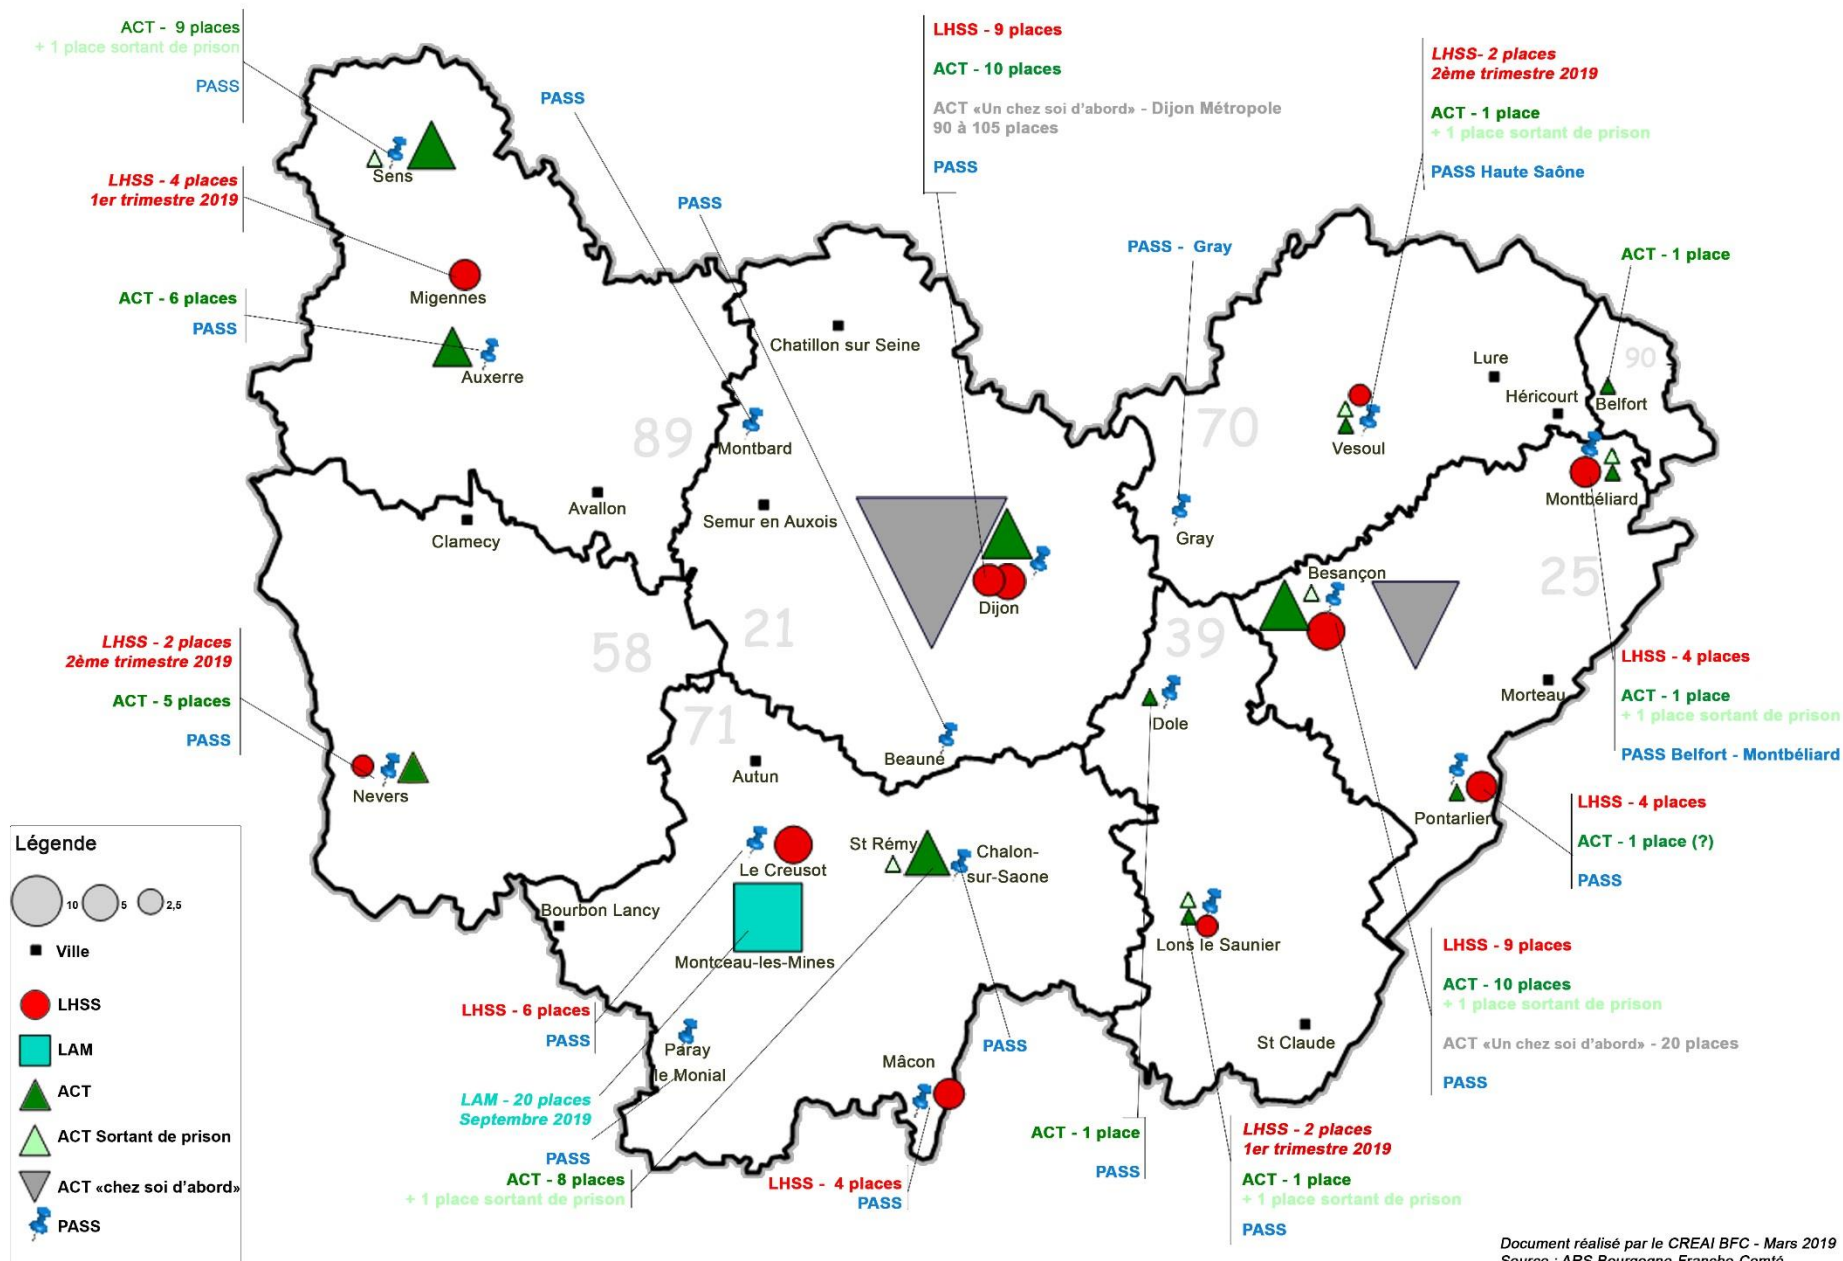 ACT - 9 places
+ 1 place sortant de prison
PASS
LHSS - 4 places
1er trimestre 2019
ACT - 6 places
PASS
PASS
PASS
LHSS - 9 places
ACT - 10 places
ACT «Un chez soi d'abord» - Dijon Métropole
90 à 105 places
PASS
LHSS- 2 places
2ème trimestre 2019
ACT - 1 place
+ 1 place sortant de prison
PASS Haute Saône
PASS - Gray
ACT - 1 place
Sens
Migennes
Auxerre
89
Chatillon sur Seine
Montbard
Semur en Auxois
Avallon
Clamecy
70
Lure
90
Héricourt
Belfort
Vesoul
Montbéliard
Gray
Dijon
21
58
71
39
25
Besançon
Morteau
Dole
Beaune
Autun
Nevers
Pontarlier
Le Creusot
St Rémy
Chalon-
sur-Saone
Bourbon Lancy
Montceau-les-Mines
Lons le Saunier
St Claude
Paray
le Monial
Mâcon
LHSS - 2 places
2ème trimestre 2019
ACT - 5 places
PASS
LHSS - 4 places
ACT - 1 place
+ 1 place sortant de prison
PASS Belfort - Montbéliard
LHSS - 4 places
ACT - 1 place (?)
PASS
LHSS - 9 places
ACT - 10 places
+ 1 place sortant de prison
ACT «Un chez soi d'abord» - 20 places
PASS
LHSS - 6 places
PASS
LAM - 20 places
Septembre 2019
PASS
ACT - 8 places
+ 1 place sortant de prison
PASS
LHSS - 4 places
PASS
ACT - 1 place
PASS
LHSS - 2 places
1er trimestre 2019
ACT - 1 place
+ 1 place sortant de prison
PASS
Légende
10 5 2,5
Ville
LHSS
LAM
ACT
ACT Sortant de prison
ACT «chez soi d'abord»
PASS
Document réalisé par le CREAI BFC - Mars 2019
Source : ARS Bourgogne-Franche-Comté